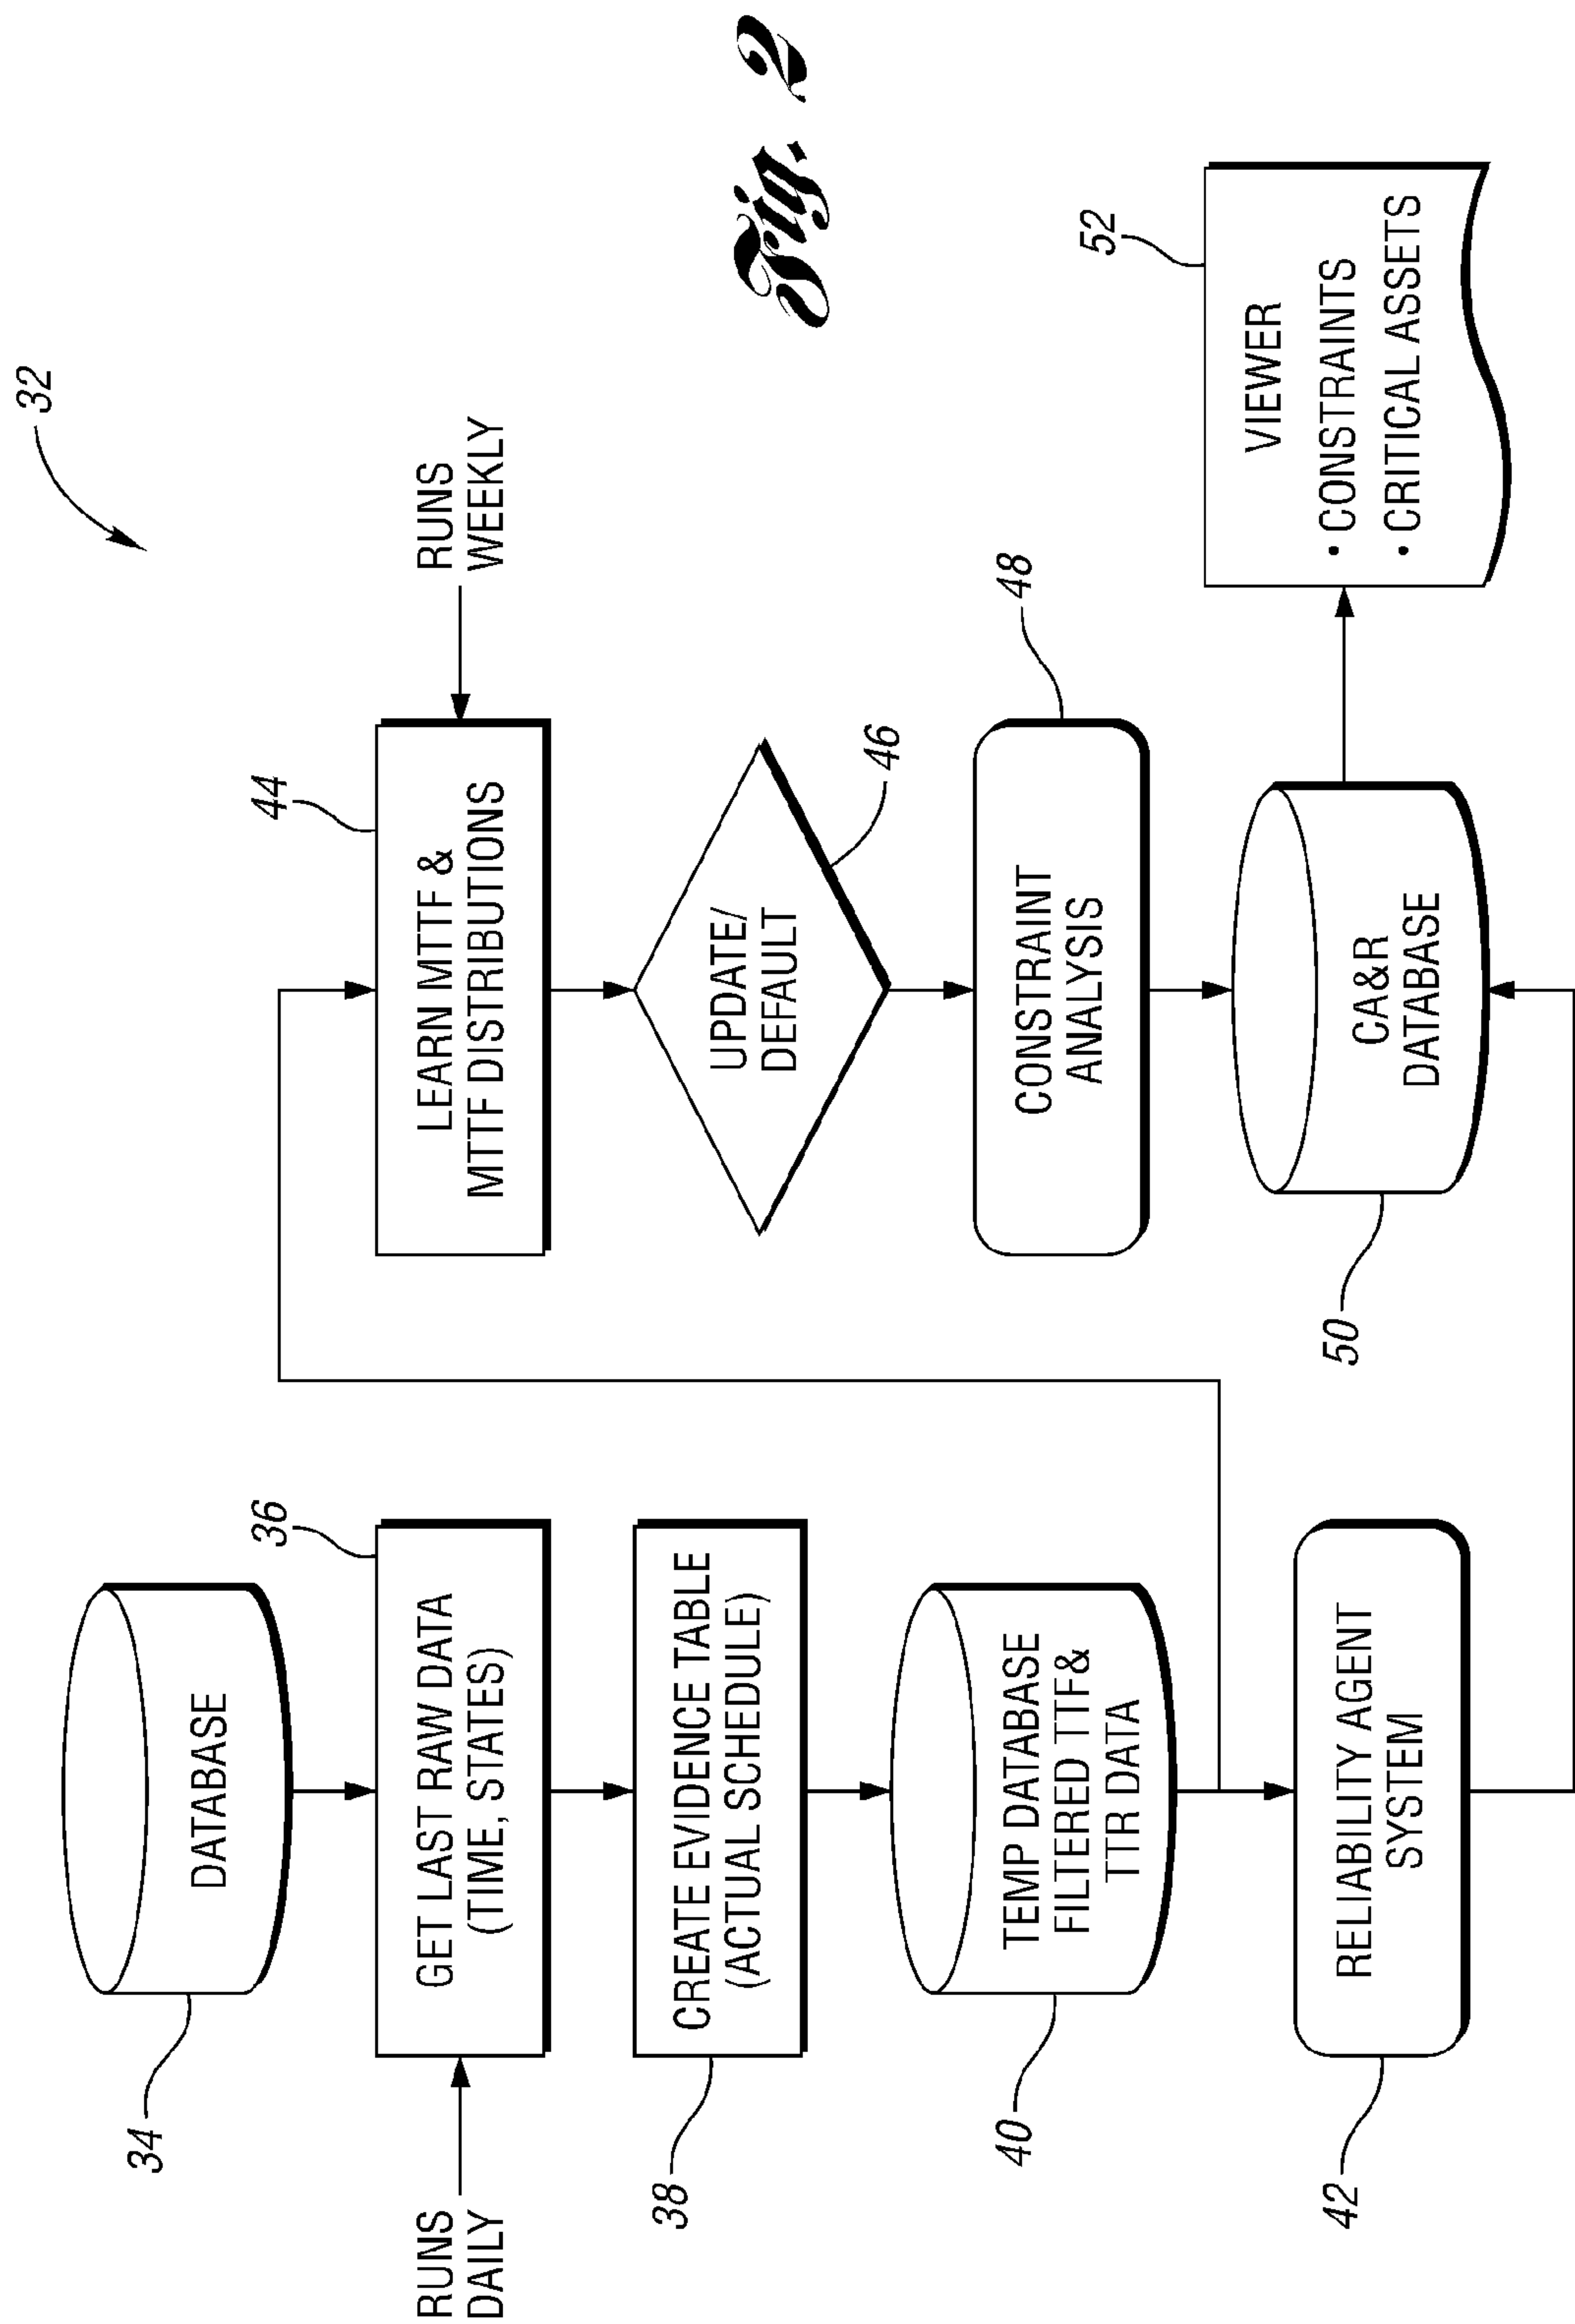 32
34
DATABASE
RUNS
DAILY
36
GET LAST RAW DATA
(TIME, STATES)
38
CREATE EVIDENCE TABLE
(ACTUAL SCHEDULE)
40
TEMP DATABASE
FILTERED TTF&
TTR DATA
42
RELIABILITY AGENT
SYSTEM
44
LEARN MTTF &
MTTF DISTRIBUTIONS
RUNS
WEEKLY
UPDATE/
DEFAULT
46
48
CONSTRAINT
ANALYSIS
50
CA&R
DATABASE
52
VIEWER
• CONSTRAINTS
• CRITICAL ASSETS
Fig. 2